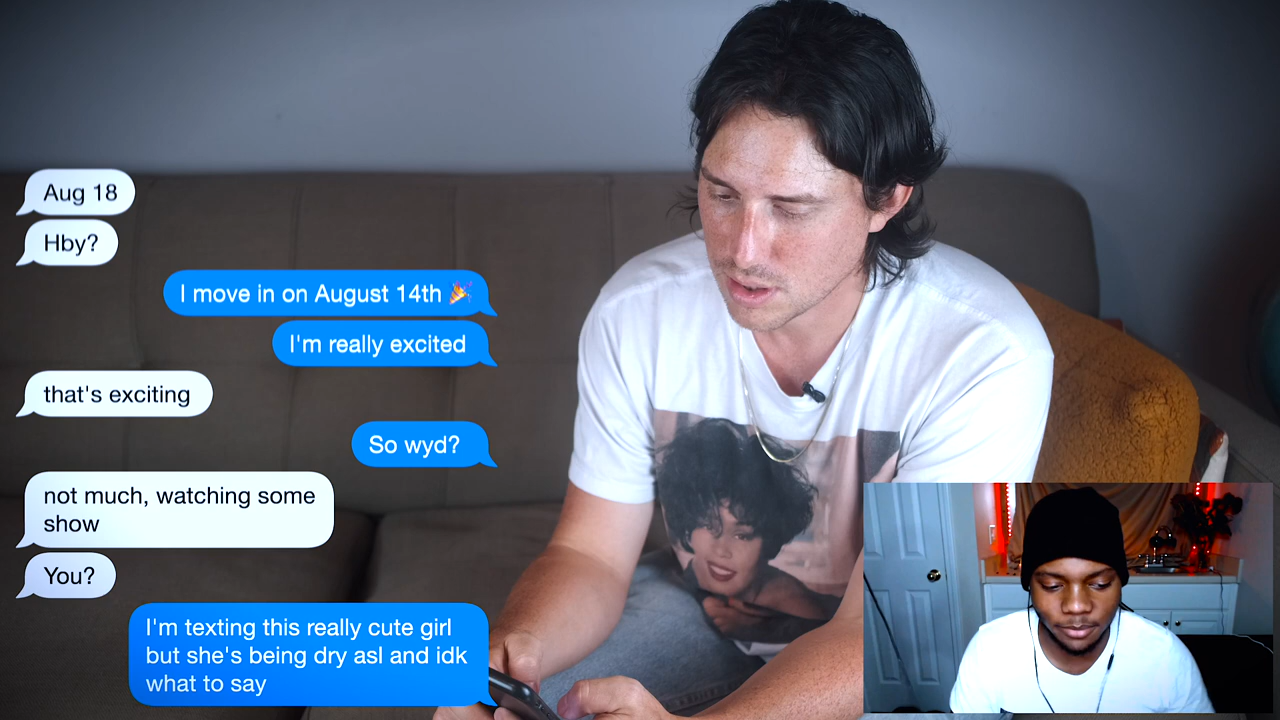 Aug 18
Hby?
I move in on August 14th 🎉
I'm really excited
that's exciting
So wyd?
not much, watching some
show
You?
I'm texting this really cute girl
but she's being dry asl and idk
what to say